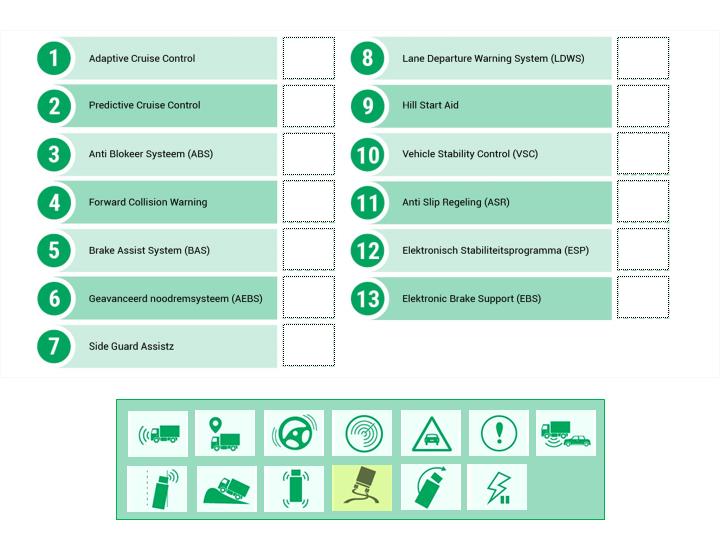 1 Adaptive Cruise Control
2 Predictive Cruise Control
3 Anti Blokeer Systeem (ABS)
4 Forward Collision Warning
5 Brake Assist System (BAS)
6 Geavanceerd noodremsysteem (AEBS)
7 Side Guard Assistz
8 Lane Departure Warning System (LDWS)
9 Hill Start Aid
10 Vehicle Stability Control (VSC)
11 Anti Slip Regeling (ASR)
12 Elektronisch Stabiliteitsprogramma (ESP)
13 Elektronic Brake Support (EBS)